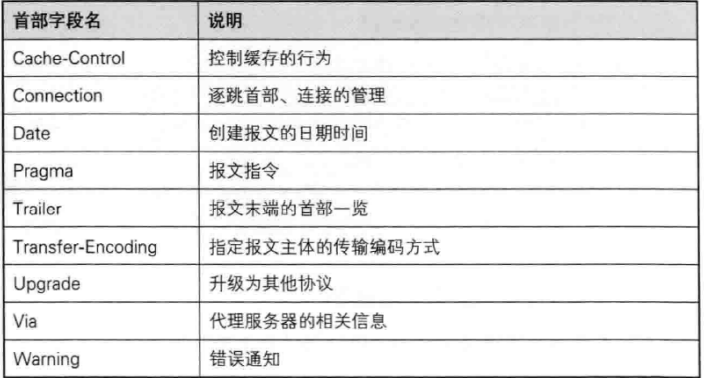 首部字段名 说明
Cache-Control 控制缓存的行为
Connection 逐跳首部、连接的管理
Date 创建报文的日期时间
Pragma 报文指令
Trailer 报文末端的首部一览
Transfer-Encoding 指定报文主体的传输编码方式
Upgrade 升级为其他协议
Via 代理服务器的相关信息
Warning 错误通知